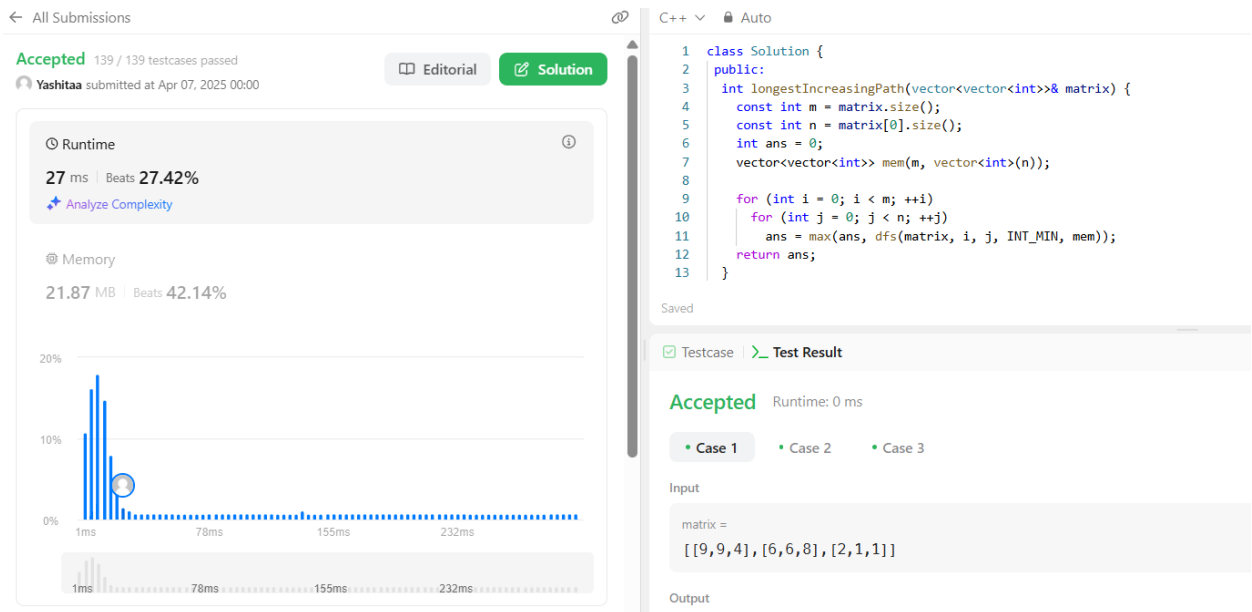 All Submissions
Accepted 139 / 139 testcases passed
Yashitaa submitted at Apr 07, 2025 00:00
Editorial
Solution
Runtime
27 ms | Beats 27.42%
Analyze Complexity
Memory
21.87 MB | Beats 42.14%
20%
10%
0%
1ms 78ms 155ms 232ms
1ms 78ms 155ms 232ms
C++ Auto
1 class Solution {
2 public:
3 int longestIncreasingPath(vector<vector<int>>& matrix) {
4 const int m = matrix.size();
5 const int n = matrix[0].size();
6 int ans = 0;
7 vector<vector<int>> mem(m, vector<int>(n));
8
9 for (int i = 0; i < m; ++i)
10 for (int j = 0; j < n; ++j)
11 ans = max(ans, dfs(matrix, i, j, INT_MIN, mem));
12 return ans;
13 }
Saved
Testcase | >_ Test Result
Accepted Runtime: 0 ms
• Case 1 • Case 2 • Case 3
Input
matrix =
[[9,9,4],[6,6,8],[2,1,1]]
Output